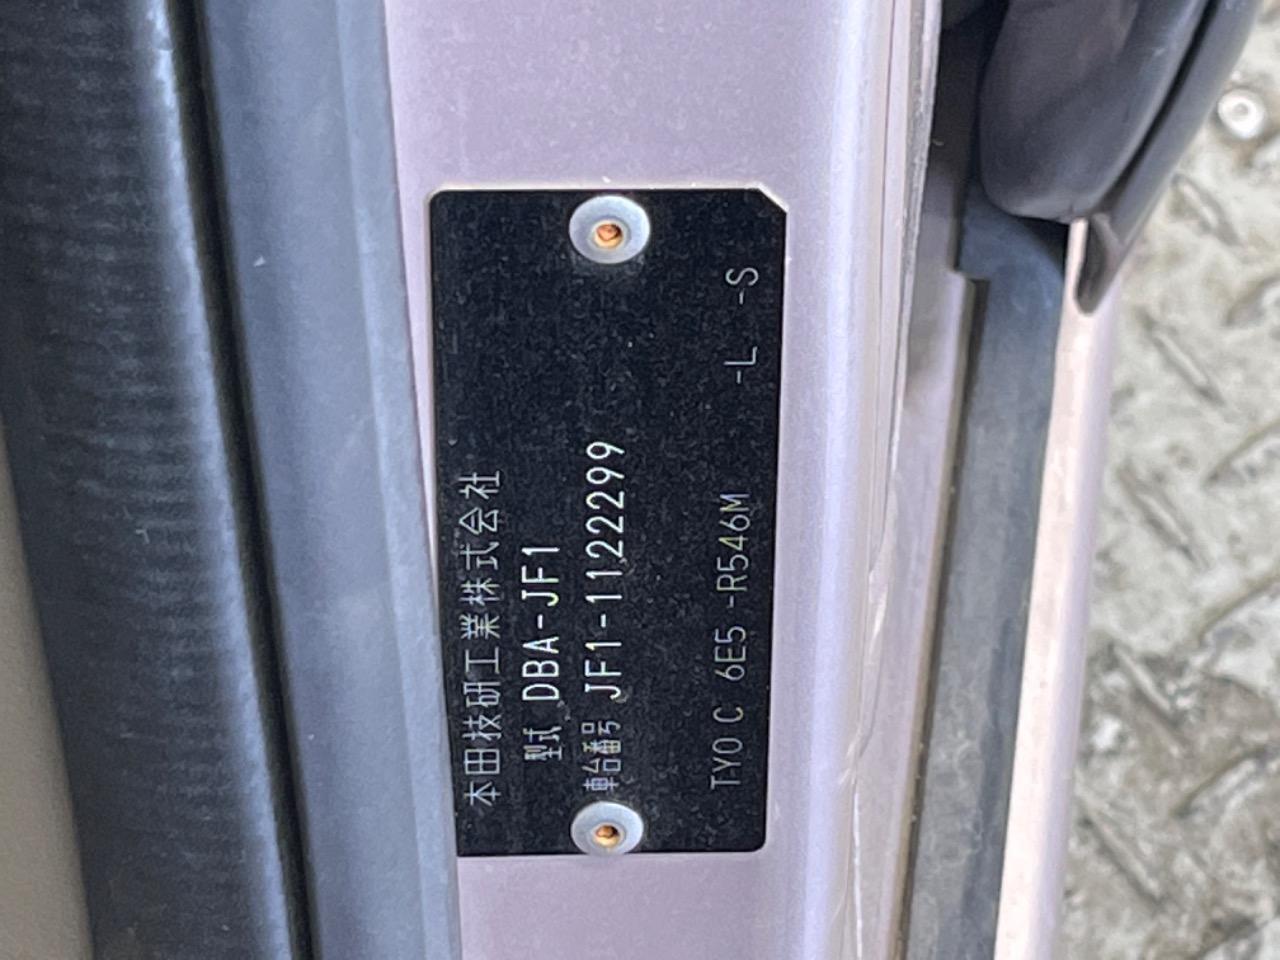 本田技研工業株式会社
型式 DBA-JF1
車台番号 JF1-1122299
TY0 C 6E5 -R546M -L -S